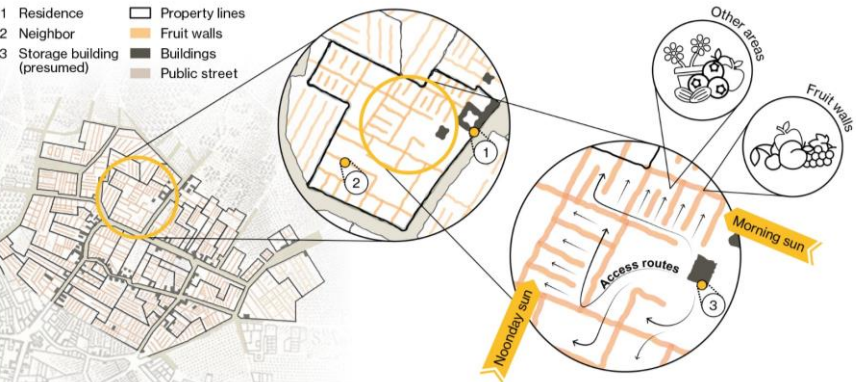 1 Residence
2 Neighbor
3 Storage building
(presumed)
Property lines
Fruit walls
Buildings
Public street
1
2
Other areas
Fruit walls
Morning sun
Access routes
3
Noonday sun